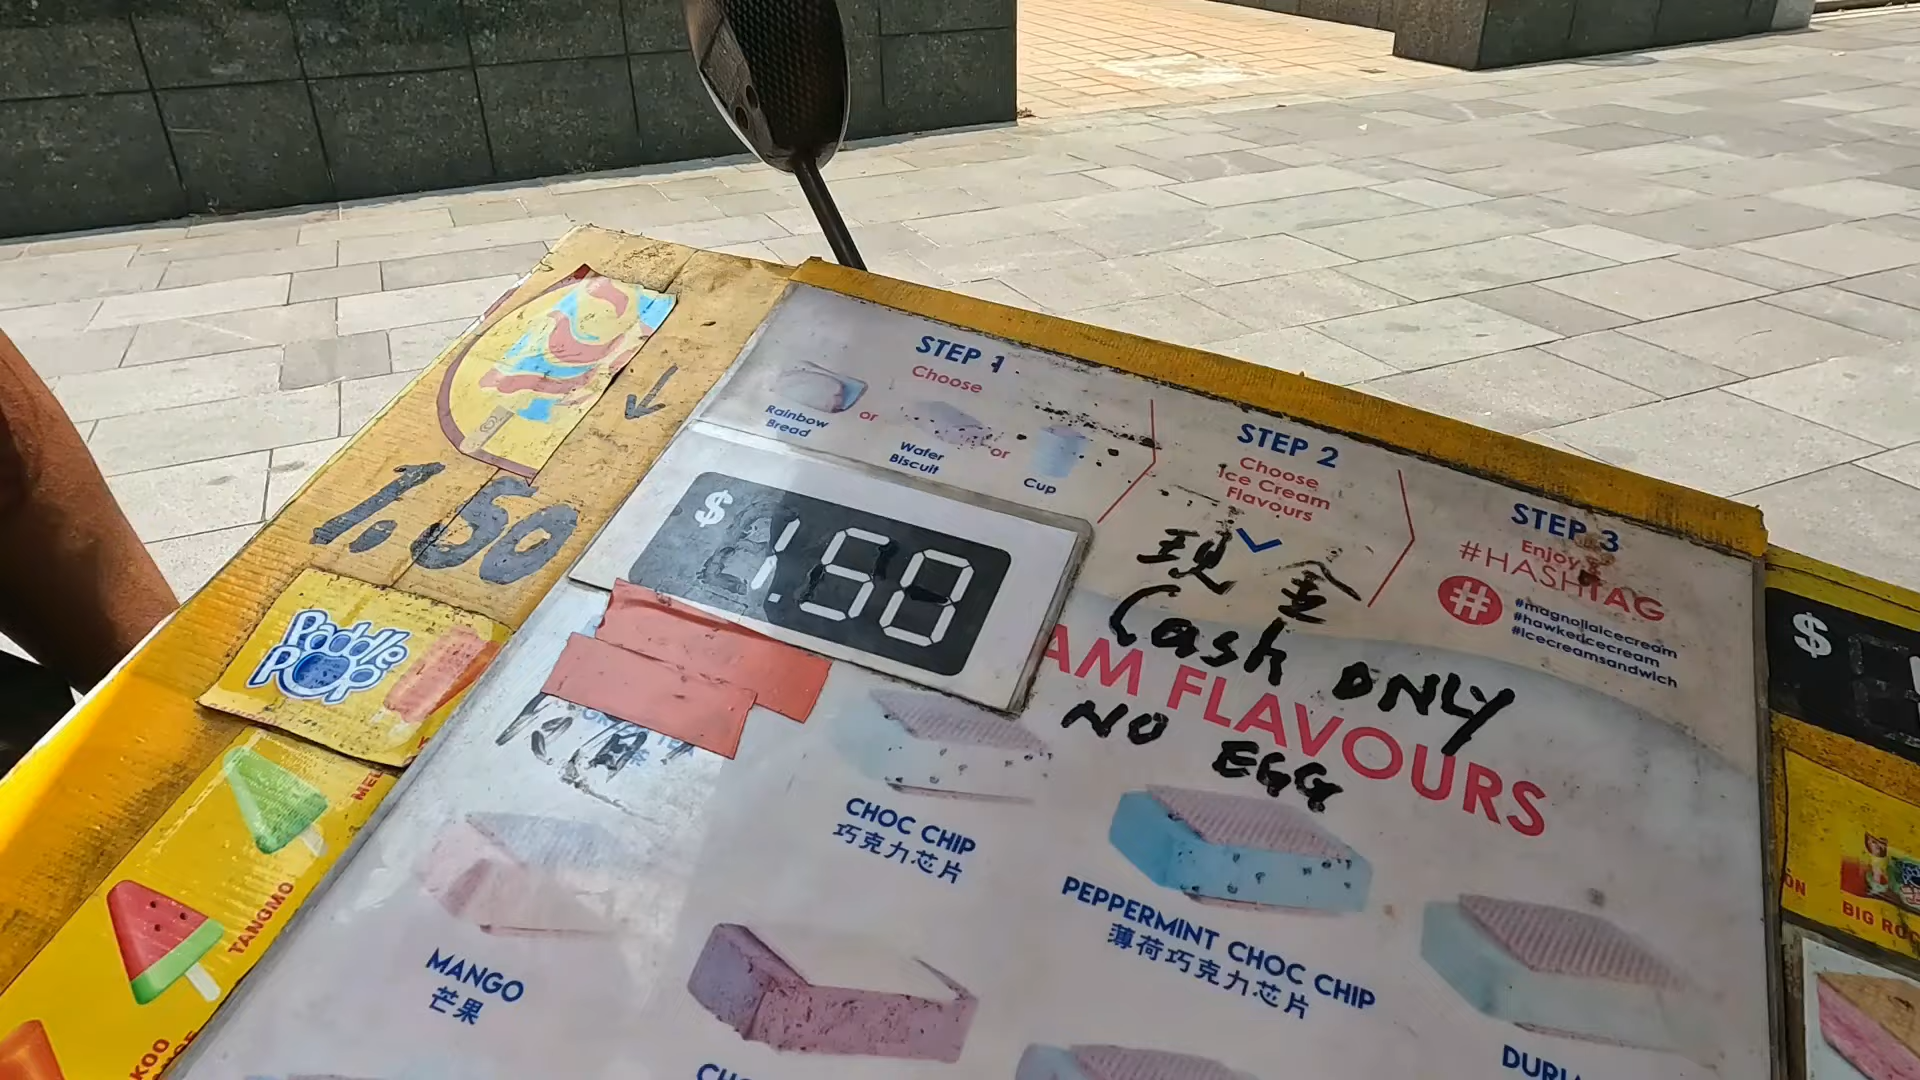 STEP 1
Choose
Rainbow
Bread
or
Wafer
Biscuit
or
Cup
STEP 2
Choose
Ice Cream
Flavours
STEP 3
Enjoy &
#HASHTAG
#
#magnoliaicecream
#hawkericecream
#icecreamsandwich
1.50
$1.50
现金
Cash ONLY
NO EGG
AM FLAVOURS
$
Paddle
POP
TANGMO
CHOC CHIP
巧克力芯片
PEPPERMINT CHOC CHIP
薄荷巧克力芯片
MANGO
芒果
BIG ROC
DURI
KOO